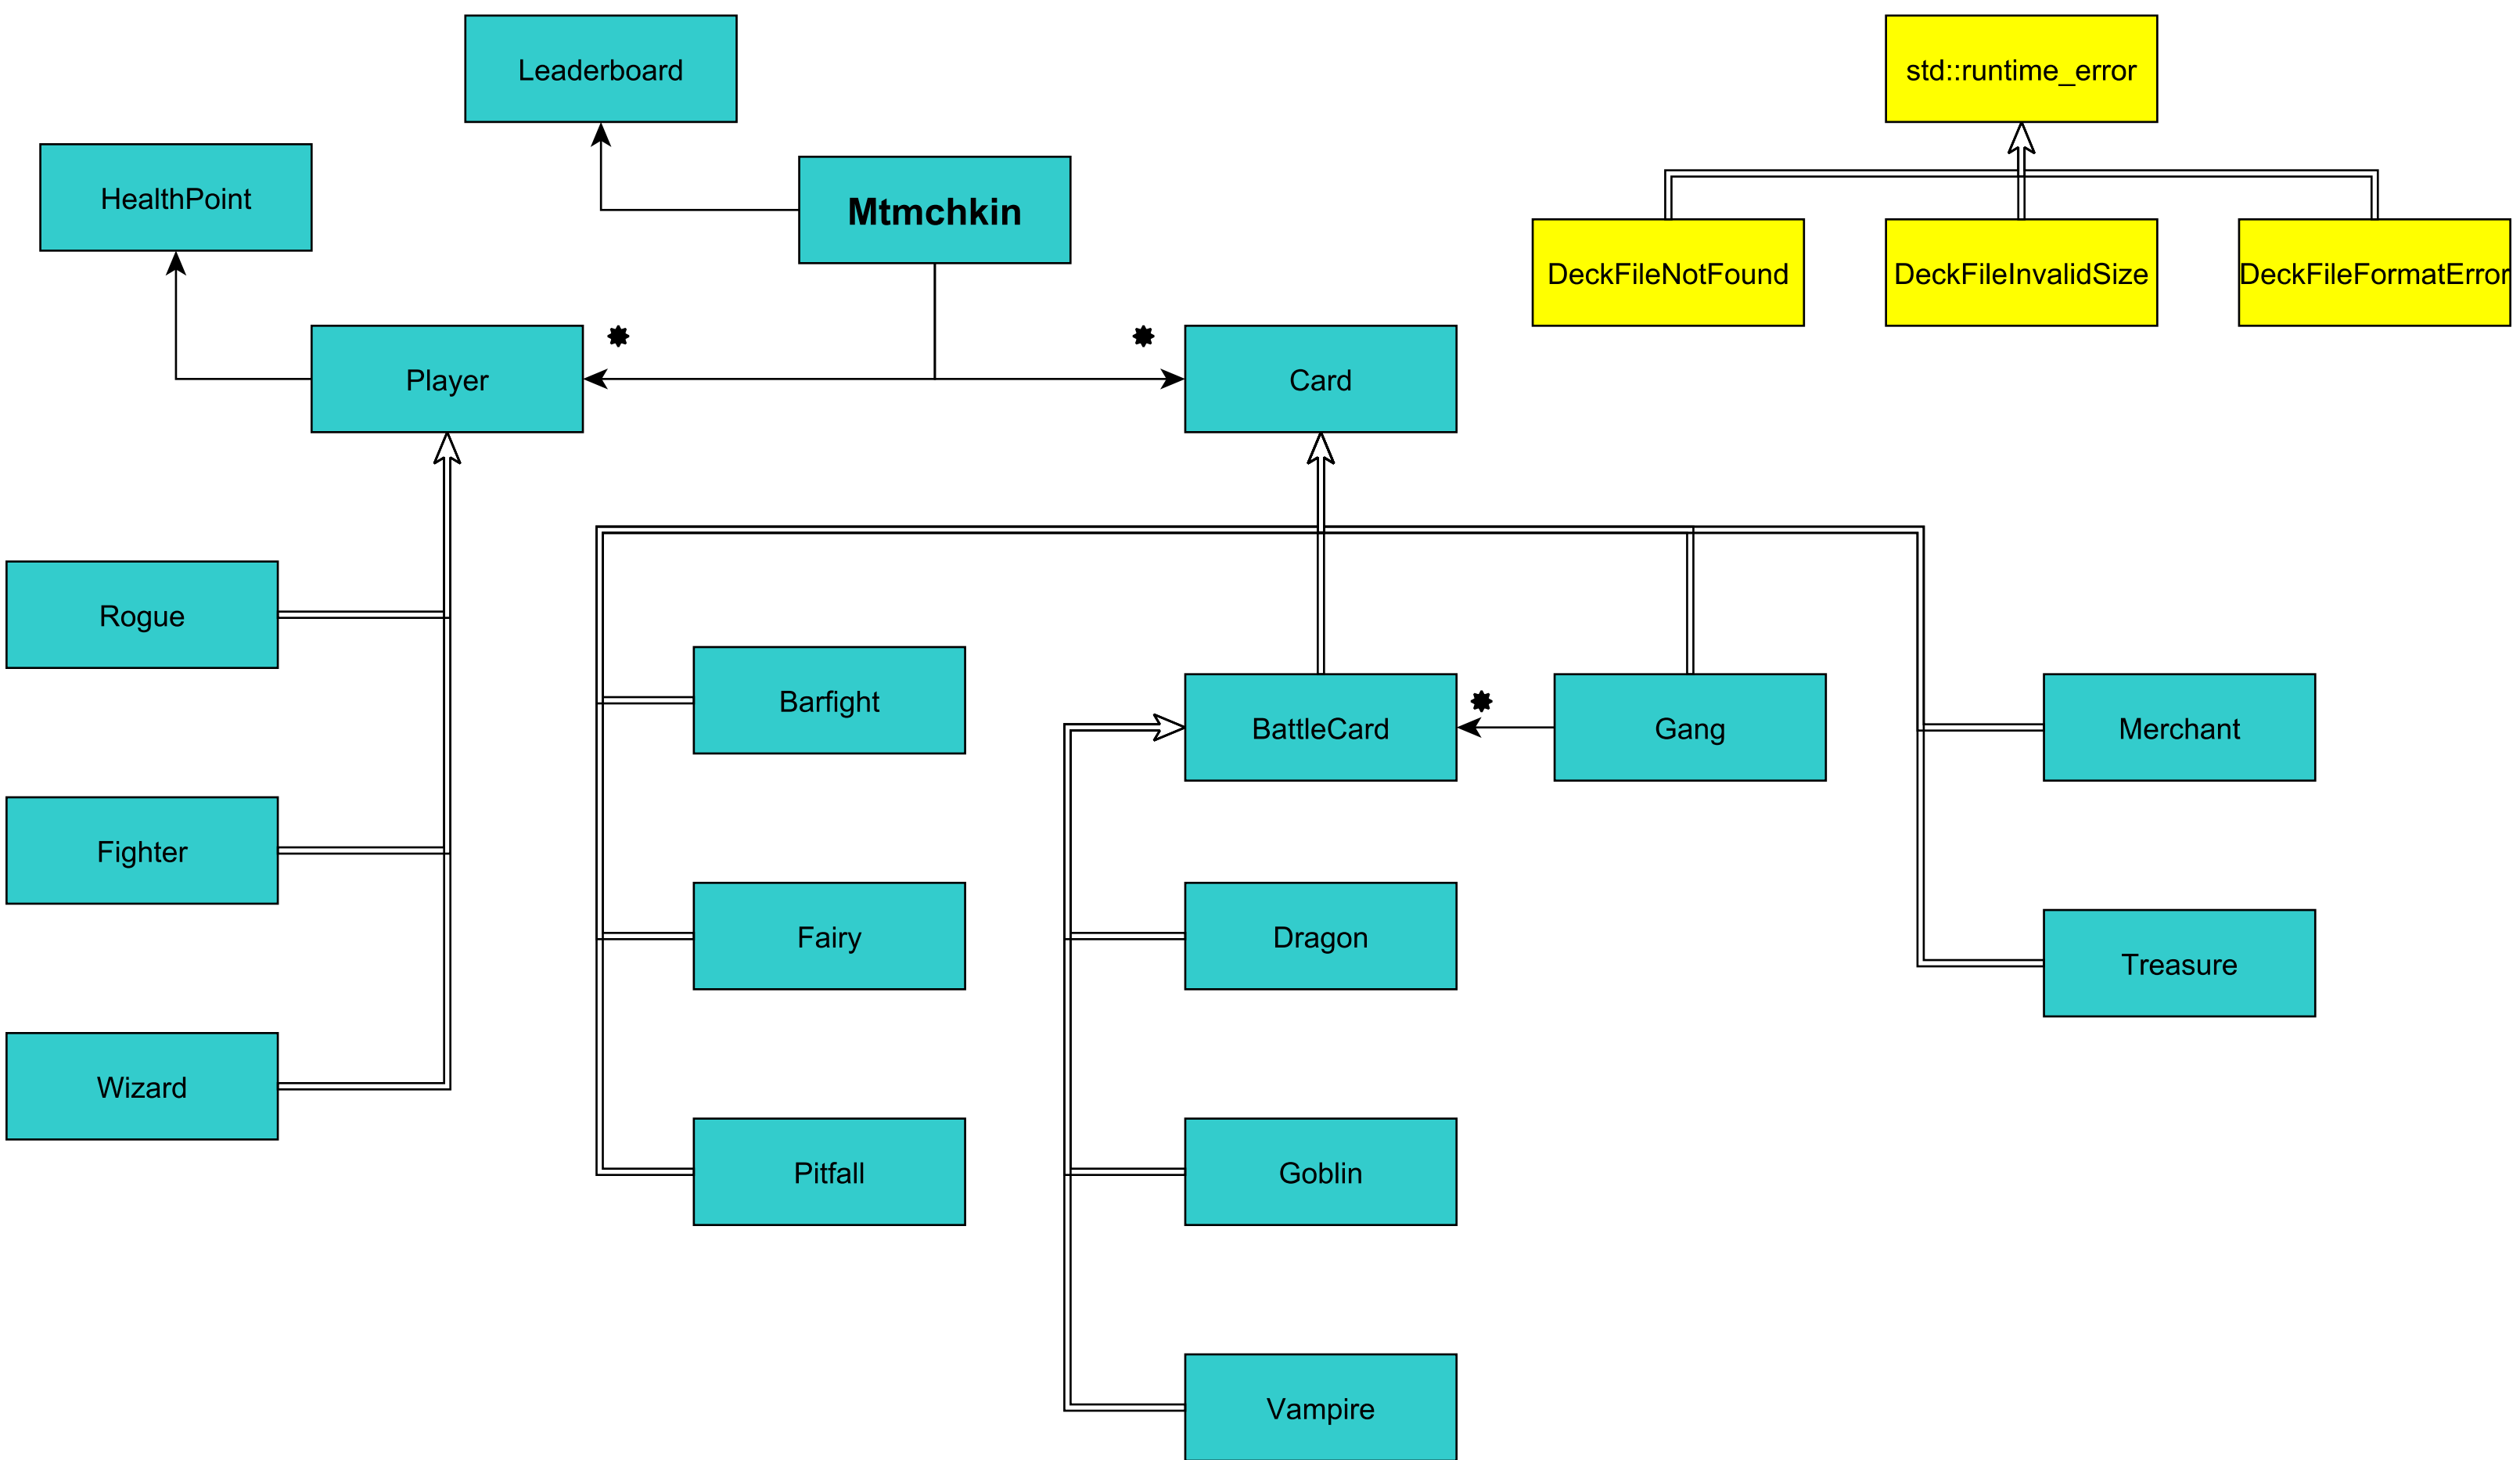 Leaderboard
std::runtime_error
HealthPoint
Mtmchkin
DeckFileNotFound
DeckFileInvalidSize
DeckFileFormatError
Player
Card
Rogue
Barfight
BattleCard
Gang
Merchant
Fighter
Fairy
Dragon
Treasure
Wizard
Pitfall
Goblin
Vampire